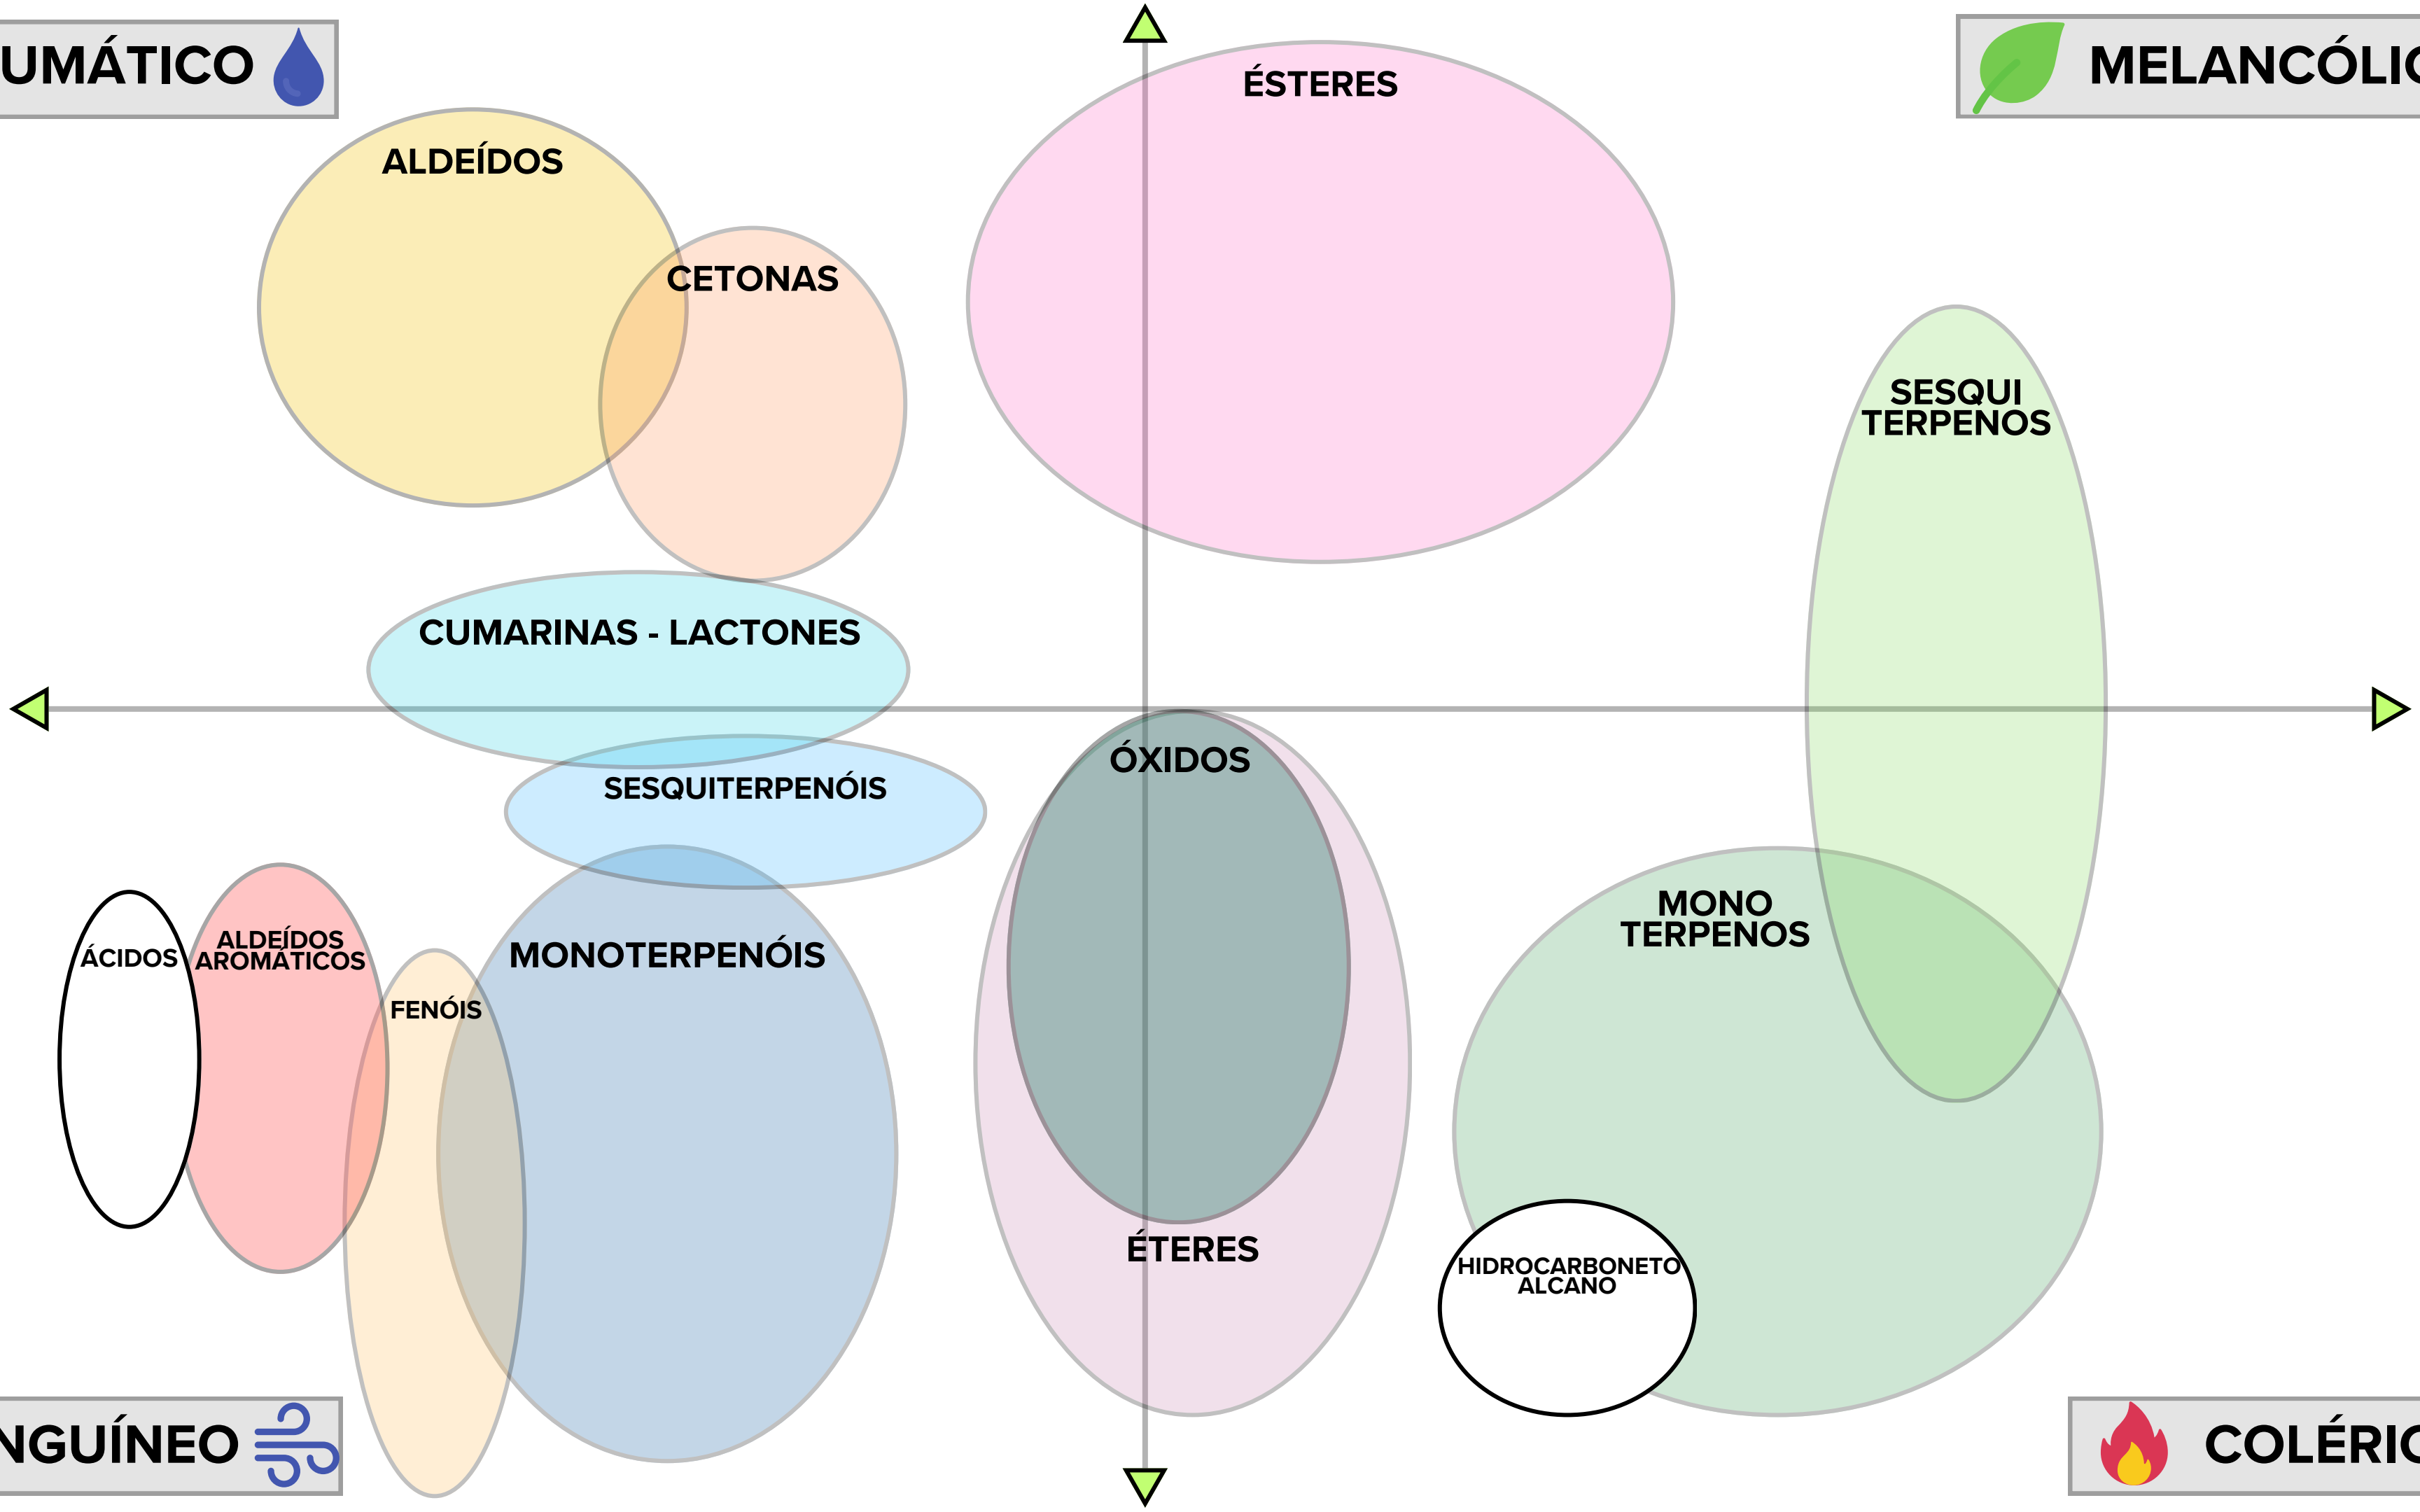 UMÁTICO
MELANCÓLIC
ÉSTERES
ALDEÍDOS
CETONAS
SESQUI
TERPENOS
CUMARINAS - LACTONES
ÓXIDOS
SESQUITERPENÓIS
MONO
TERPENOS
ALDEÍDOS
AROMÁTICOS
ÁCIDOS
MONOTERPENÓIS
FENÓIS
ÉTERES
HIDROCARBONETO
ALCANO
NGUÍNEO
COLÉRIC